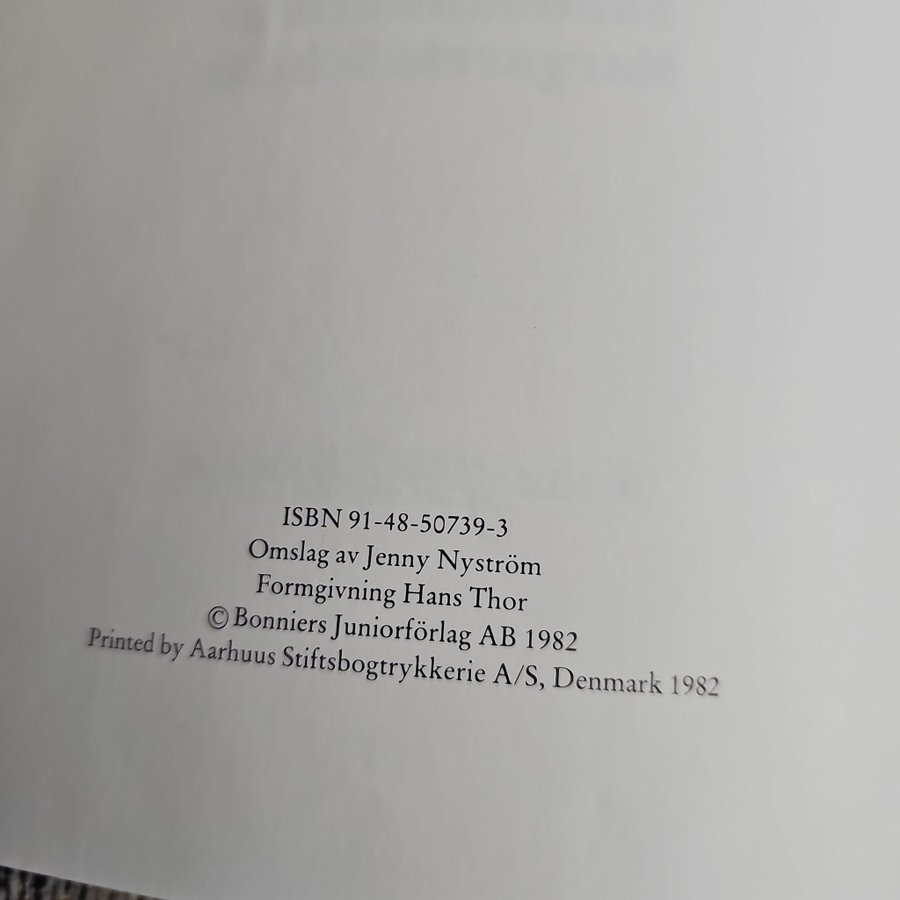 ISBN 91-48-50739-3
Omslag av Jenny Nyström
Formgivning Hans Thor
© Bonniers Juniorförlag AB 1982
Printed by Aarhuus Stiftsbogtrykkerie A/S, Denmark 1982